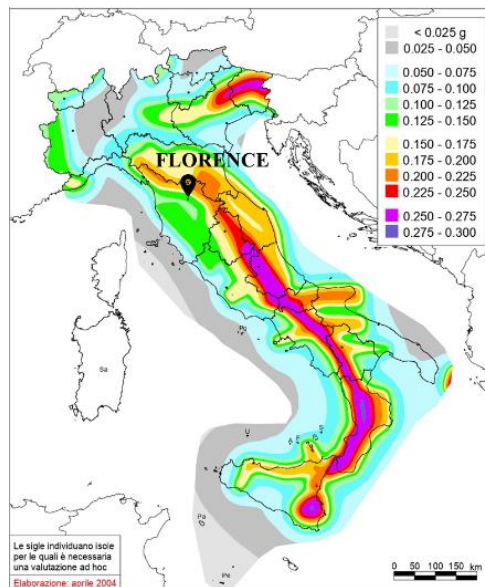 < 0.025 g
0.025 - 0.050
0.050 - 0.075
0.075 - 0.100
0.100 - 0.125
0.125 - 0.150
0.150 - 0.175
0.175 - 0.200
0.200 - 0.225
0.225 - 0.250
0.250 - 0.275
0.275 - 0.300
FLORENCE
Sa
U
Pa
Pe
Le sigle individuano isole
per le quali è necessaria
una valutazione ad hoc
Elaborazione: aprile 2004
0 50 100 150 km